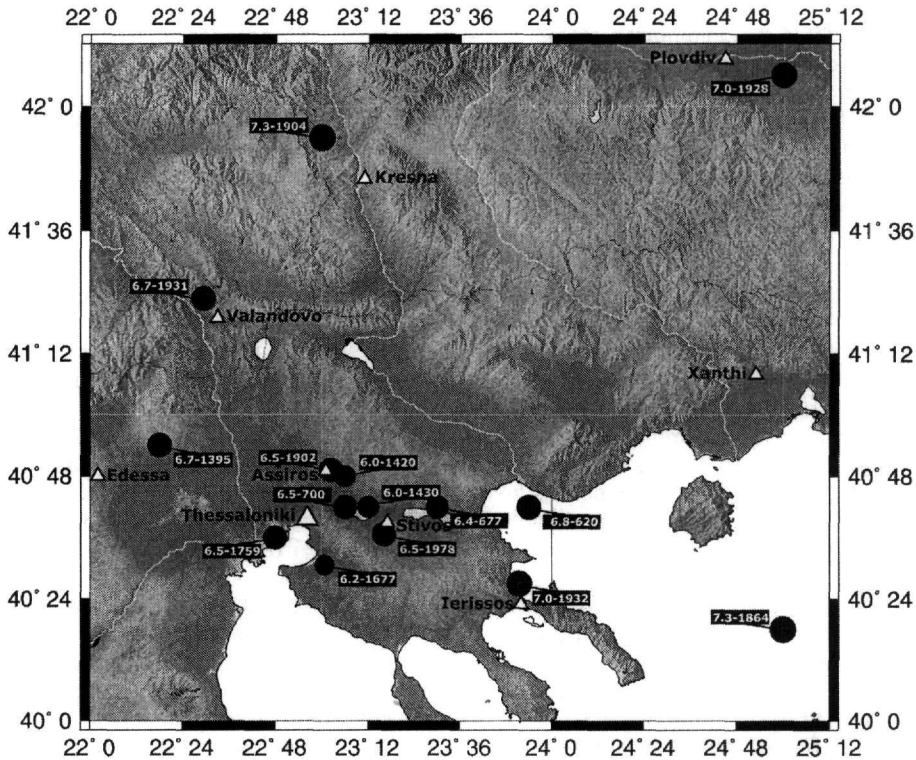 22° 0' 22° 24' 22° 48' 23° 12' 23° 36' 24° 0' 24° 24' 24° 48' 25° 12'
Plovdiv
7.0-1928
42° 0' 42° 0'
7.3-1904
Kresna
41° 36' 41° 36'
6.7-1931
Valandovo
41° 12' 41° 12'
Xanthi
6.7-1395
6.5-1902 6.0-1420
40° 48' Edessa Assiros 40° 48'
6.5-700 6.0-1430
Thessaloniki Stivos 6.4-677 6.8-620
6.5-1759 6.5-1978
6.2-1677
40° 24' Ierissos 7.0-1932 40° 24'
7.3-1864
40° 0' 40° 0'
22° 0' 22° 24' 22° 48' 23° 12' 23° 36' 24° 0' 24° 24' 24° 48' 25° 12'